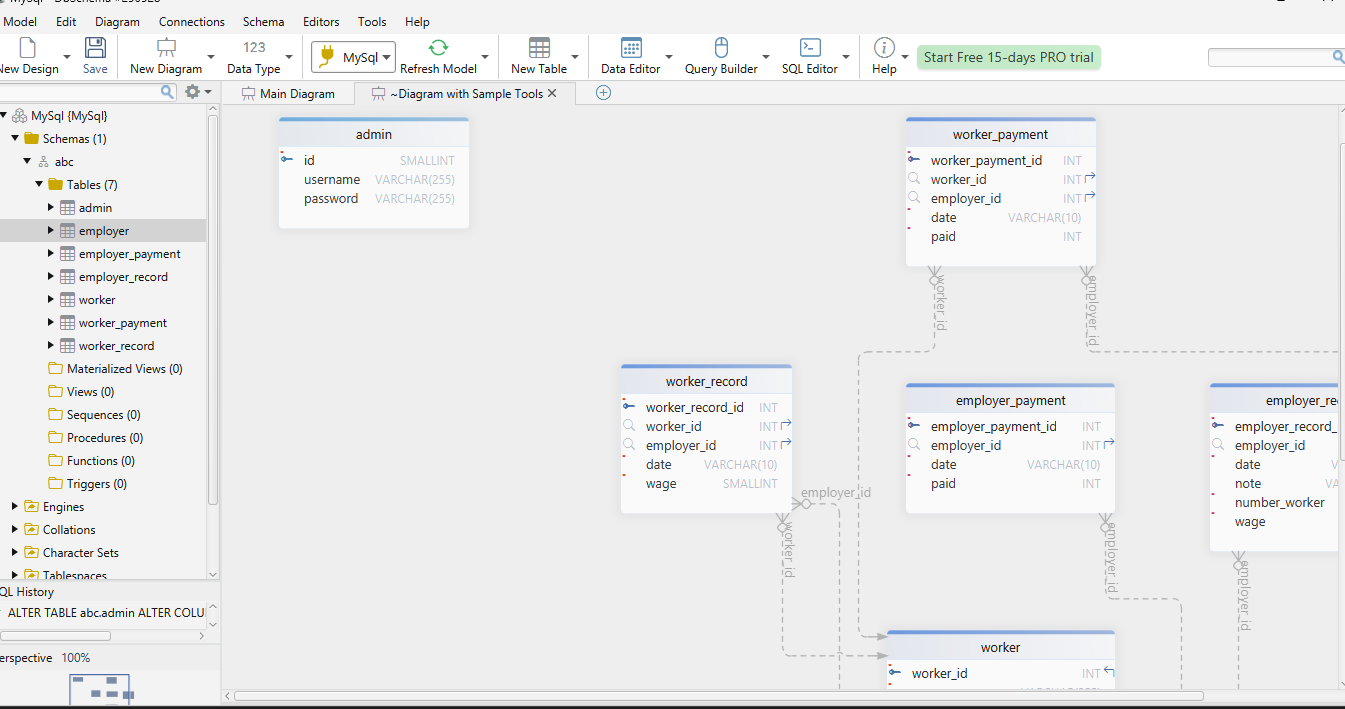 Model Edit Diagram Connections Schema Editors Tools Help
New Design
Save
New Diagram
123
Data Type
MySql
Refresh Model
New Table
Data Editor
Query Builder
SQL Editor
Help
Start Free 15-days PRO trial
Main Diagram
~Diagram with Sample Tools
MySql {MySql}
Schemas (1)
abc
Tables (7)
admin
employer
employer_payment
employer_record
worker
worker_payment
worker_record
Materialized Views (0)
Views (0)
Sequences (0)
Procedures (0)
Functions (0)
Triggers (0)
Engines
Collations
Character Sets
Tablespaces
QL History
ALTER TABLE abc.admin ALTER COLU
erspective 100%
admin
id SMALLINT
username VARCHAR(255)
password VARCHAR(255)
worker_payment
worker_payment_id INT
worker_id INT
employer_id INT
date VARCHAR(10)
paid INT
worker_id
employer_id
worker_record
worker_record_id INT
worker_id INT
employer_id INT
date VARCHAR(10)
wage SMALLINT
employer_id
worker_id
employer_payment
employer_payment_id INT
employer_id INT
date VARCHAR(10)
paid INT
employer_id
employer_re
employer_record_
employer_id
date
note VA
number_worker
wage
employer_id
worker
worker_id INT